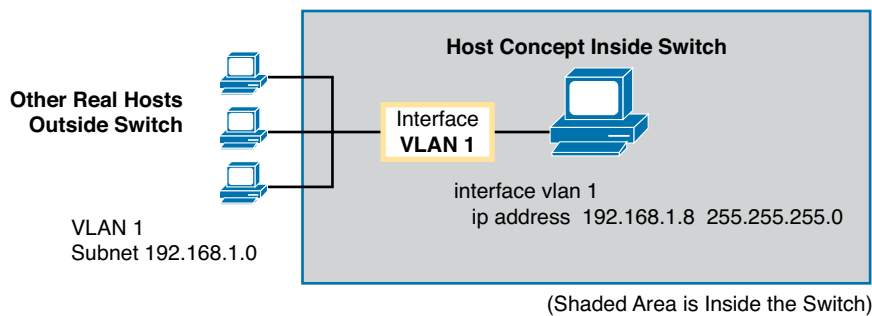 Host Concept Inside Switch
Other Real Hosts
Outside Switch
Interface
VLAN 1
interface vlan 1
ip address 192.168.1.8 255.255.255.0
VLAN 1
Subnet 192.168.1.0
(Shaded Area is Inside the Switch)